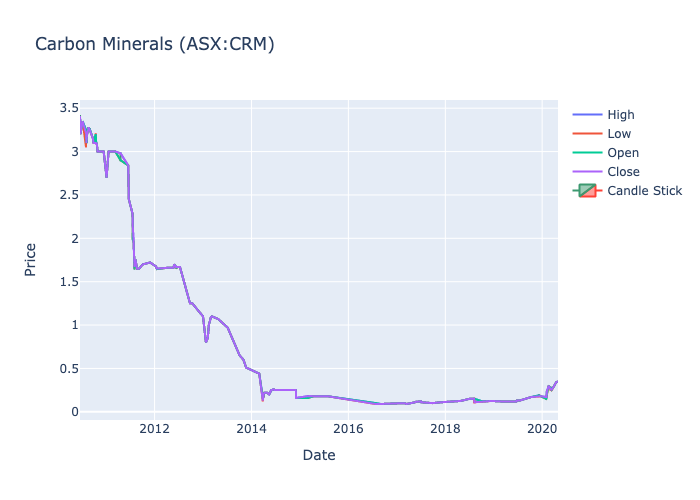 Carbon Minerals (ASX:CRM)
3.5
3
2.5
2
1.5
1
0.5
0
Price
2012
2014
2016
2018
2020
Date
High
Low
Open
Close
Candle Stick